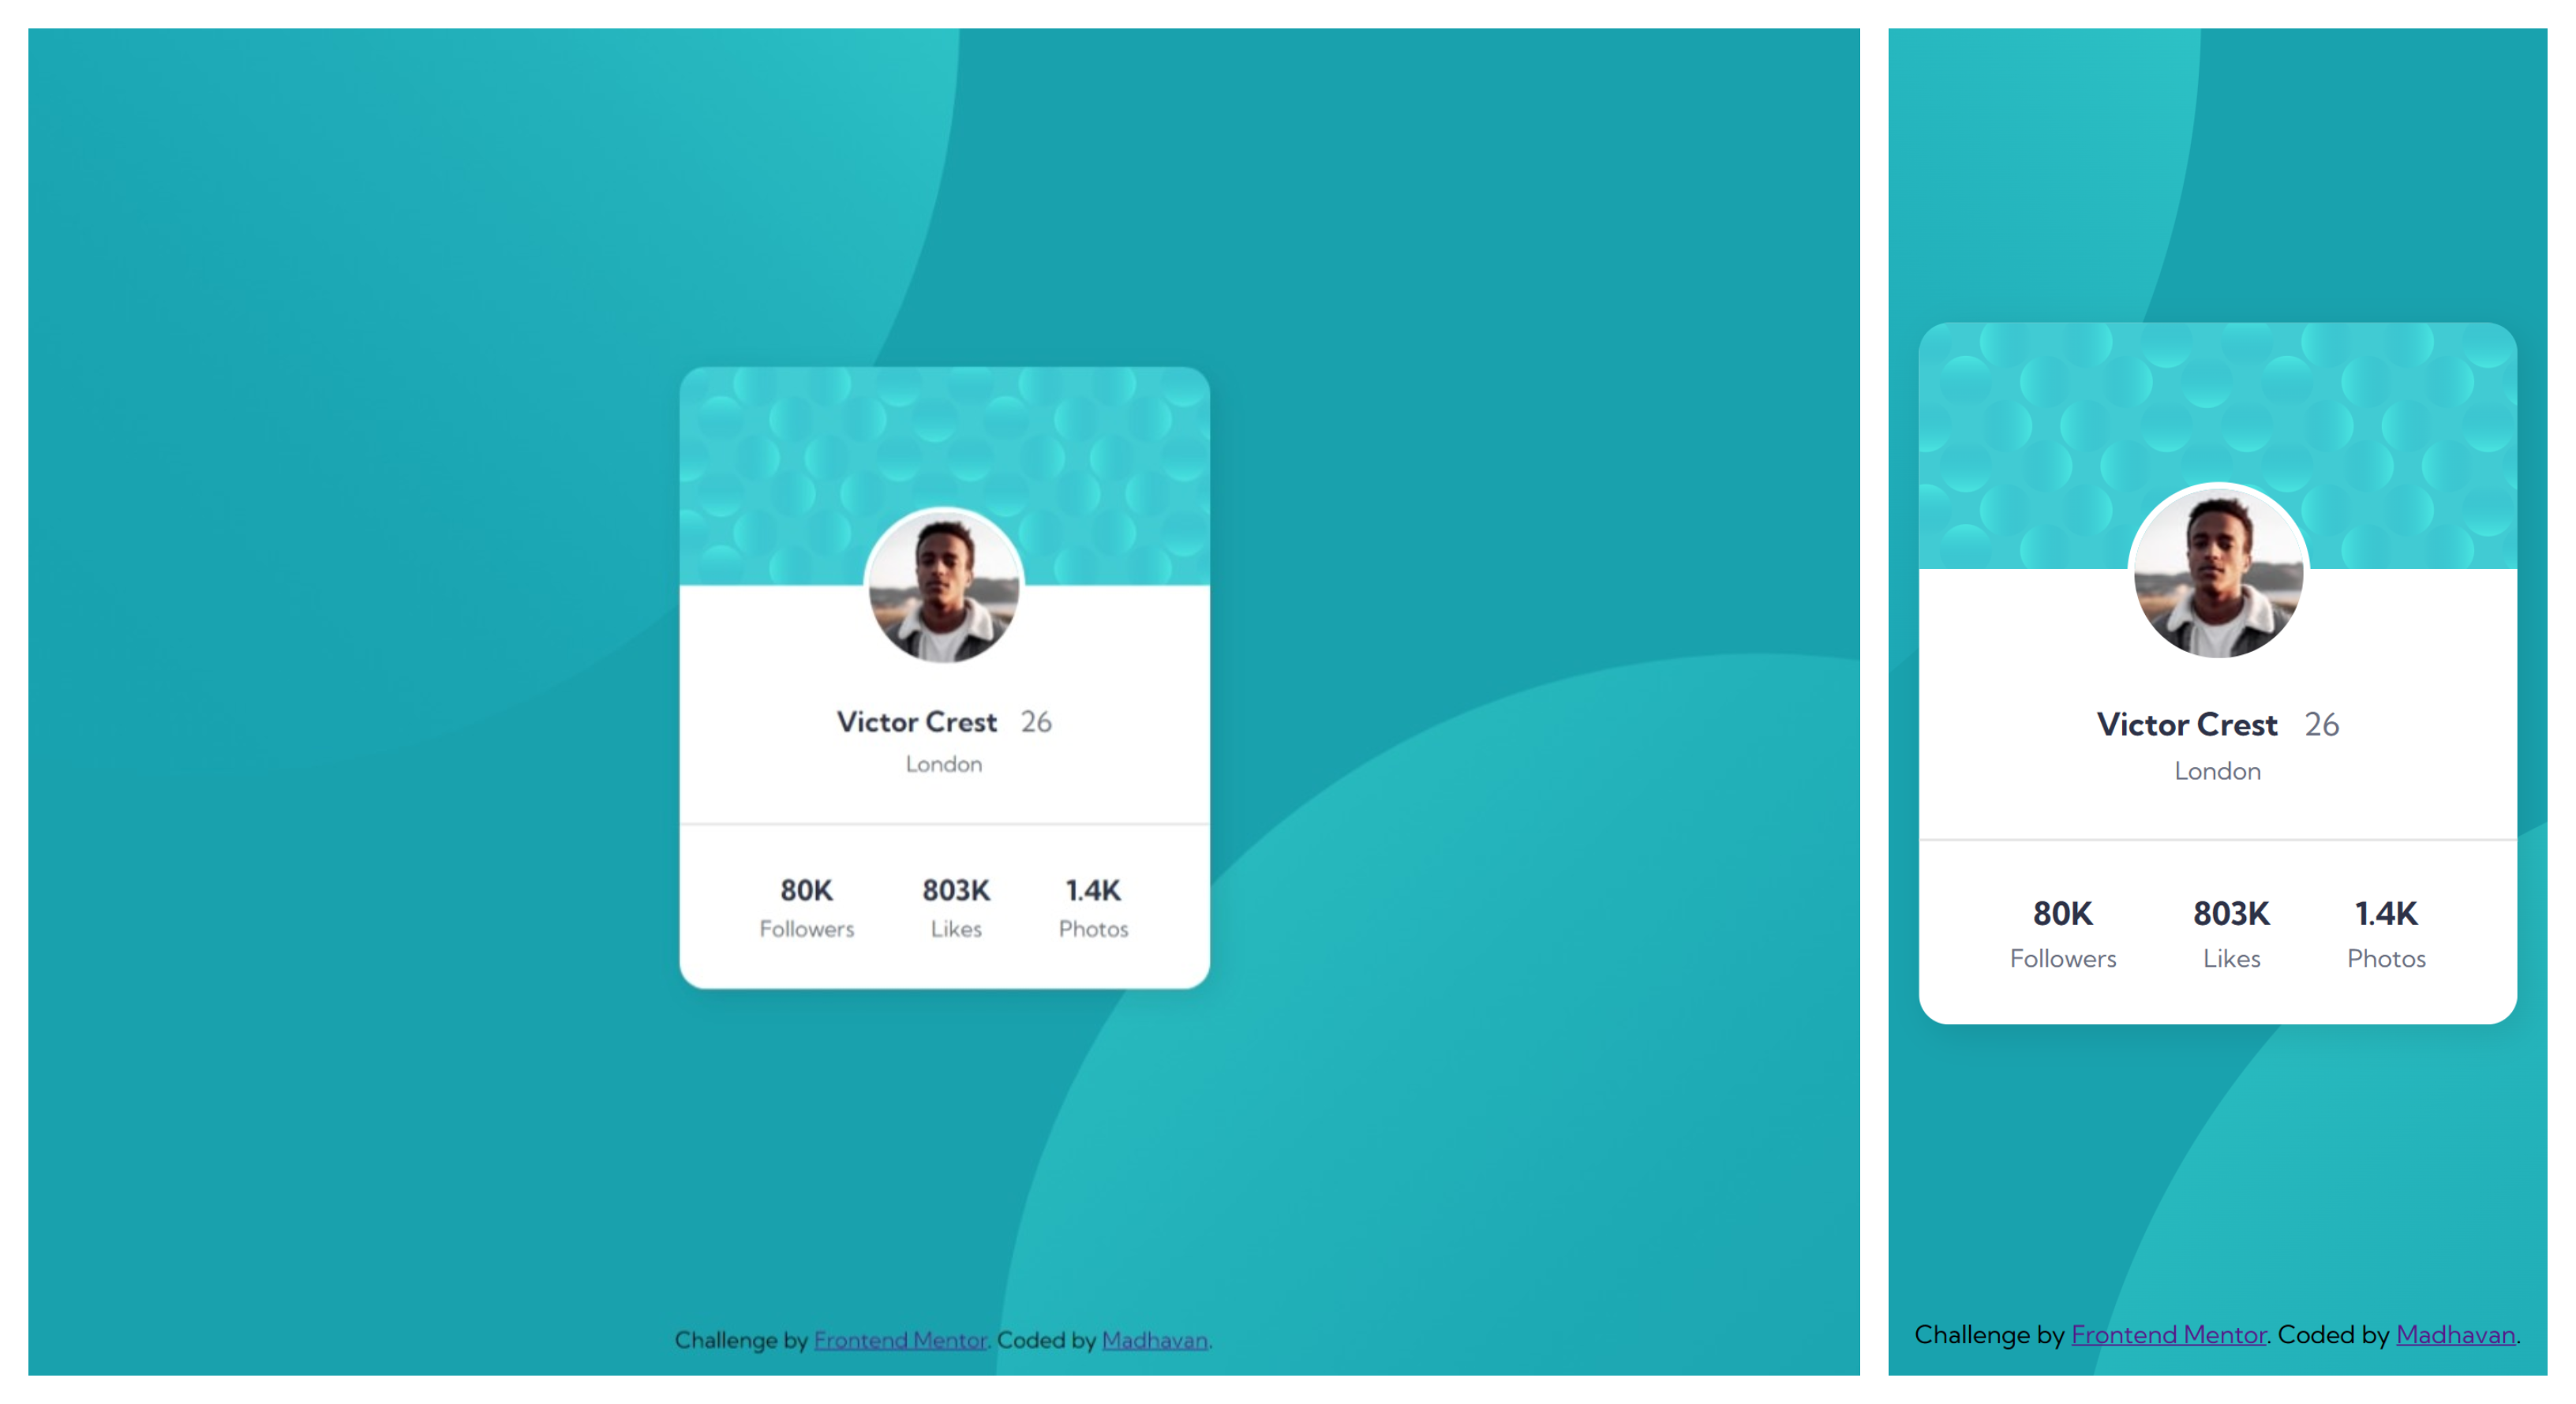 Victor Crest 26
London
80K 803K 1.4K
Followers Likes Photos
Challenge by Frontend Mentor. Coded by Madhavan.
Victor Crest 26
London
80K 803K 1.4K
Followers Likes Photos
Challenge by Frontend Mentor. Coded by Madhavan.